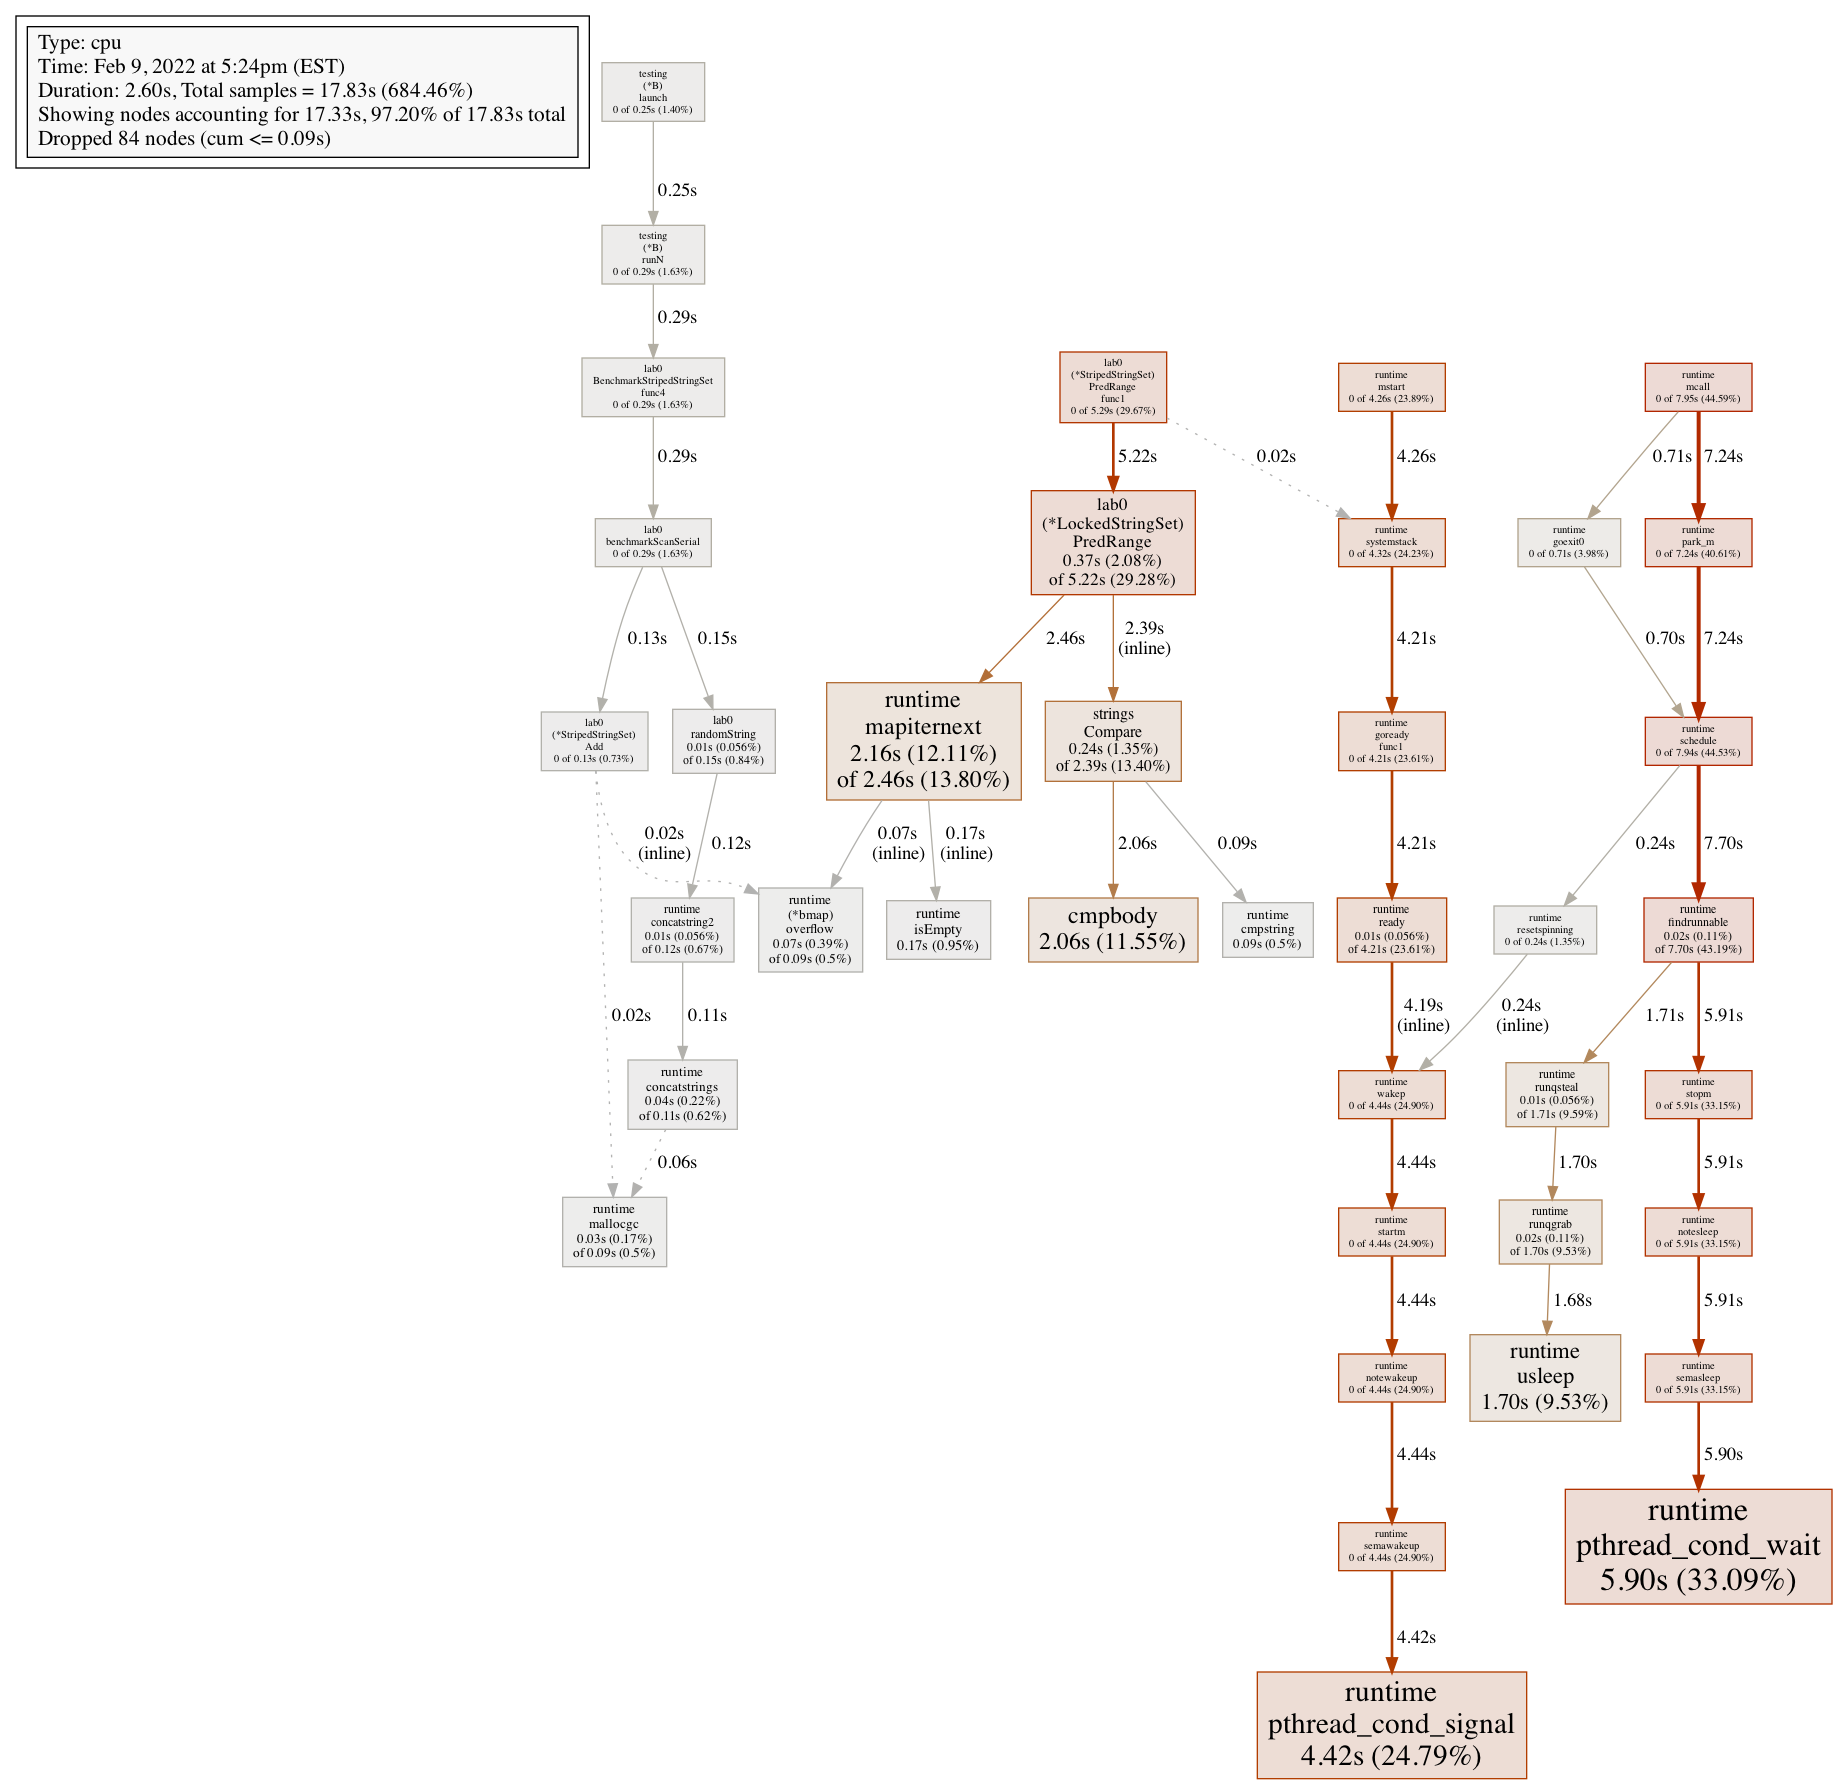 Type: cpu
Time: Feb 9, 2022 at 5:24pm (EST)
Duration: 2.60s, Total samples = 17.83s (684.46%)
Showing nodes accounting for 17.33s, 97.20% of 17.83s total
Dropped 84 nodes (cum <= 0.09s)
testing
(*B)
launch
0 of 0.25s (1.40%)
0.25s
testing
(*B)
runN
0 of 0.29s (1.63%)
0.29s
lab0
BenchmarkStripedStringSet
func4
0 of 0.29s (1.63%)
lab0
(*StripedStringSet)
PredRange
func1
0 of 5.29s (29.67%)
runtime
mstart
0 of 4.26s (23.89%)
runtime
mcall
0 of 7.95s (44.59%)
0.29s
5.22s
0.02s
4.26s
0.71s
7.24s
lab0
benchmarkScanSerial
0 of 0.29s (1.63%)
lab0
(*LockedStringSet)
PredRange
0.37s (2.08%)
of 5.22s (29.28%)
runtime
systemstack
0 of 4.32s (24.23%)
runtime
goexit0
0 of 0.71s (3.98%)
runtime
park_m
0 of 7.24s (40.61%)
0.13s
0.15s
2.46s
2.39s
(inline)
4.21s
0.70s
7.24s
lab0
(*StripedStringSet)
Add
0 of 0.13s (0.73%)
lab0
randomString
0.01s (0.056%)
of 0.15s (0.84%)
runtime
mapiternext
2.16s (12.11%)
of 2.46s (13.80%)
strings
Compare
0.24s (1.35%)
of 2.39s (13.40%)
runtime
goready
func1
0 of 4.21s (23.61%)
runtime
schedule
0 of 7.94s (44.53%)
0.02s
(inline)
0.12s
0.07s
(inline)
0.17s
(inline)
2.06s
0.09s
4.21s
0.24s
7.70s
runtime
concatstring2
0.01s (0.056%)
of 0.12s (0.67%)
runtime
(*bmap)
overflow
0.07s (0.39%)
of 0.09s (0.5%)
runtime
isEmpty
0.17s (0.95%)
cmpbody
2.06s (11.55%)
runtime
cmpstring
0.09s (0.5%)
runtime
ready
0.01s (0.056%)
of 4.21s (23.61%)
runtime
resetspinning
0 of 0.24s (1.35%)
runtime
findrunnable
0.02s (0.11%)
of 7.70s (43.19%)
0.02s
0.11s
4.19s
(inline)
0.24s
(inline)
1.71s
5.91s
runtime
concatstrings
0.04s (0.22%)
of 0.11s (0.62%)
runtime
wakep
0 of 4.44s (24.90%)
runtime
runqsteal
0.01s (0.056%)
of 1.71s (9.59%)
runtime
stopm
0 of 5.91s (33.15%)
0.06s
4.44s
1.70s
5.91s
runtime
mallocgc
0.03s (0.17%)
of 0.09s (0.5%)
runtime
startm
0 of 4.44s (24.90%)
runtime
runqgrab
0.02s (0.11%)
of 1.70s (9.53%)
runtime
notesleep
0 of 5.91s (33.15%)
4.44s
1.68s
5.91s
runtime
notewakeup
0 of 4.44s (24.90%)
runtime
usleep
1.70s (9.53%)
runtime
semasleep
0 of 5.91s (33.15%)
4.44s
5.90s
runtime
semawakeup
0 of 4.44s (24.90%)
runtime
pthread_cond_wait
5.90s (33.09%)
4.42s
runtime
pthread_cond_signal
4.42s (24.79%)